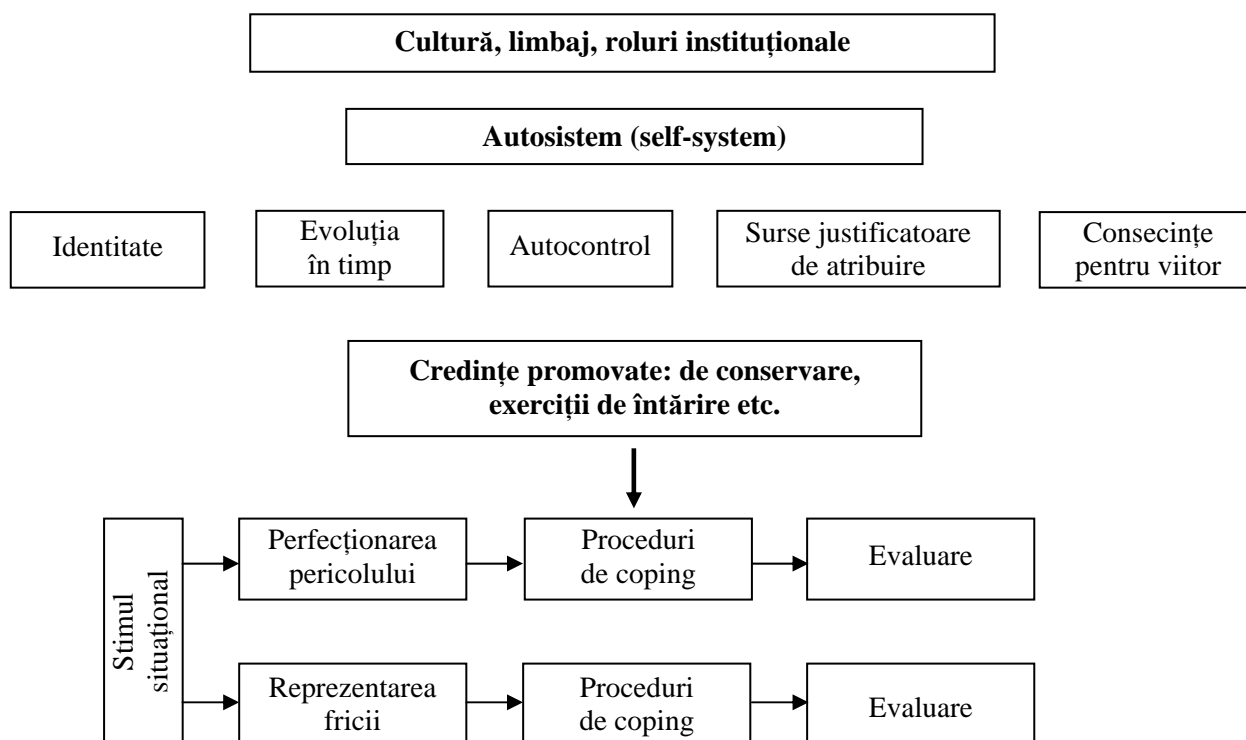 Cultură, limbaj, roluri instituționale
Autosistem (self-system)
Identitate
Evoluția
în timp
Autocontrol
Surse justificatoare
de atribuire
Consecințe
pentru viitor
Credințe promovate: de conservare,
exerciții de întărire etc.
Stimul
situațional
Perfecționarea
pericolului
Proceduri
de coping
Evaluare
Reprezentarea
fricii
Proceduri
de coping
Evaluare